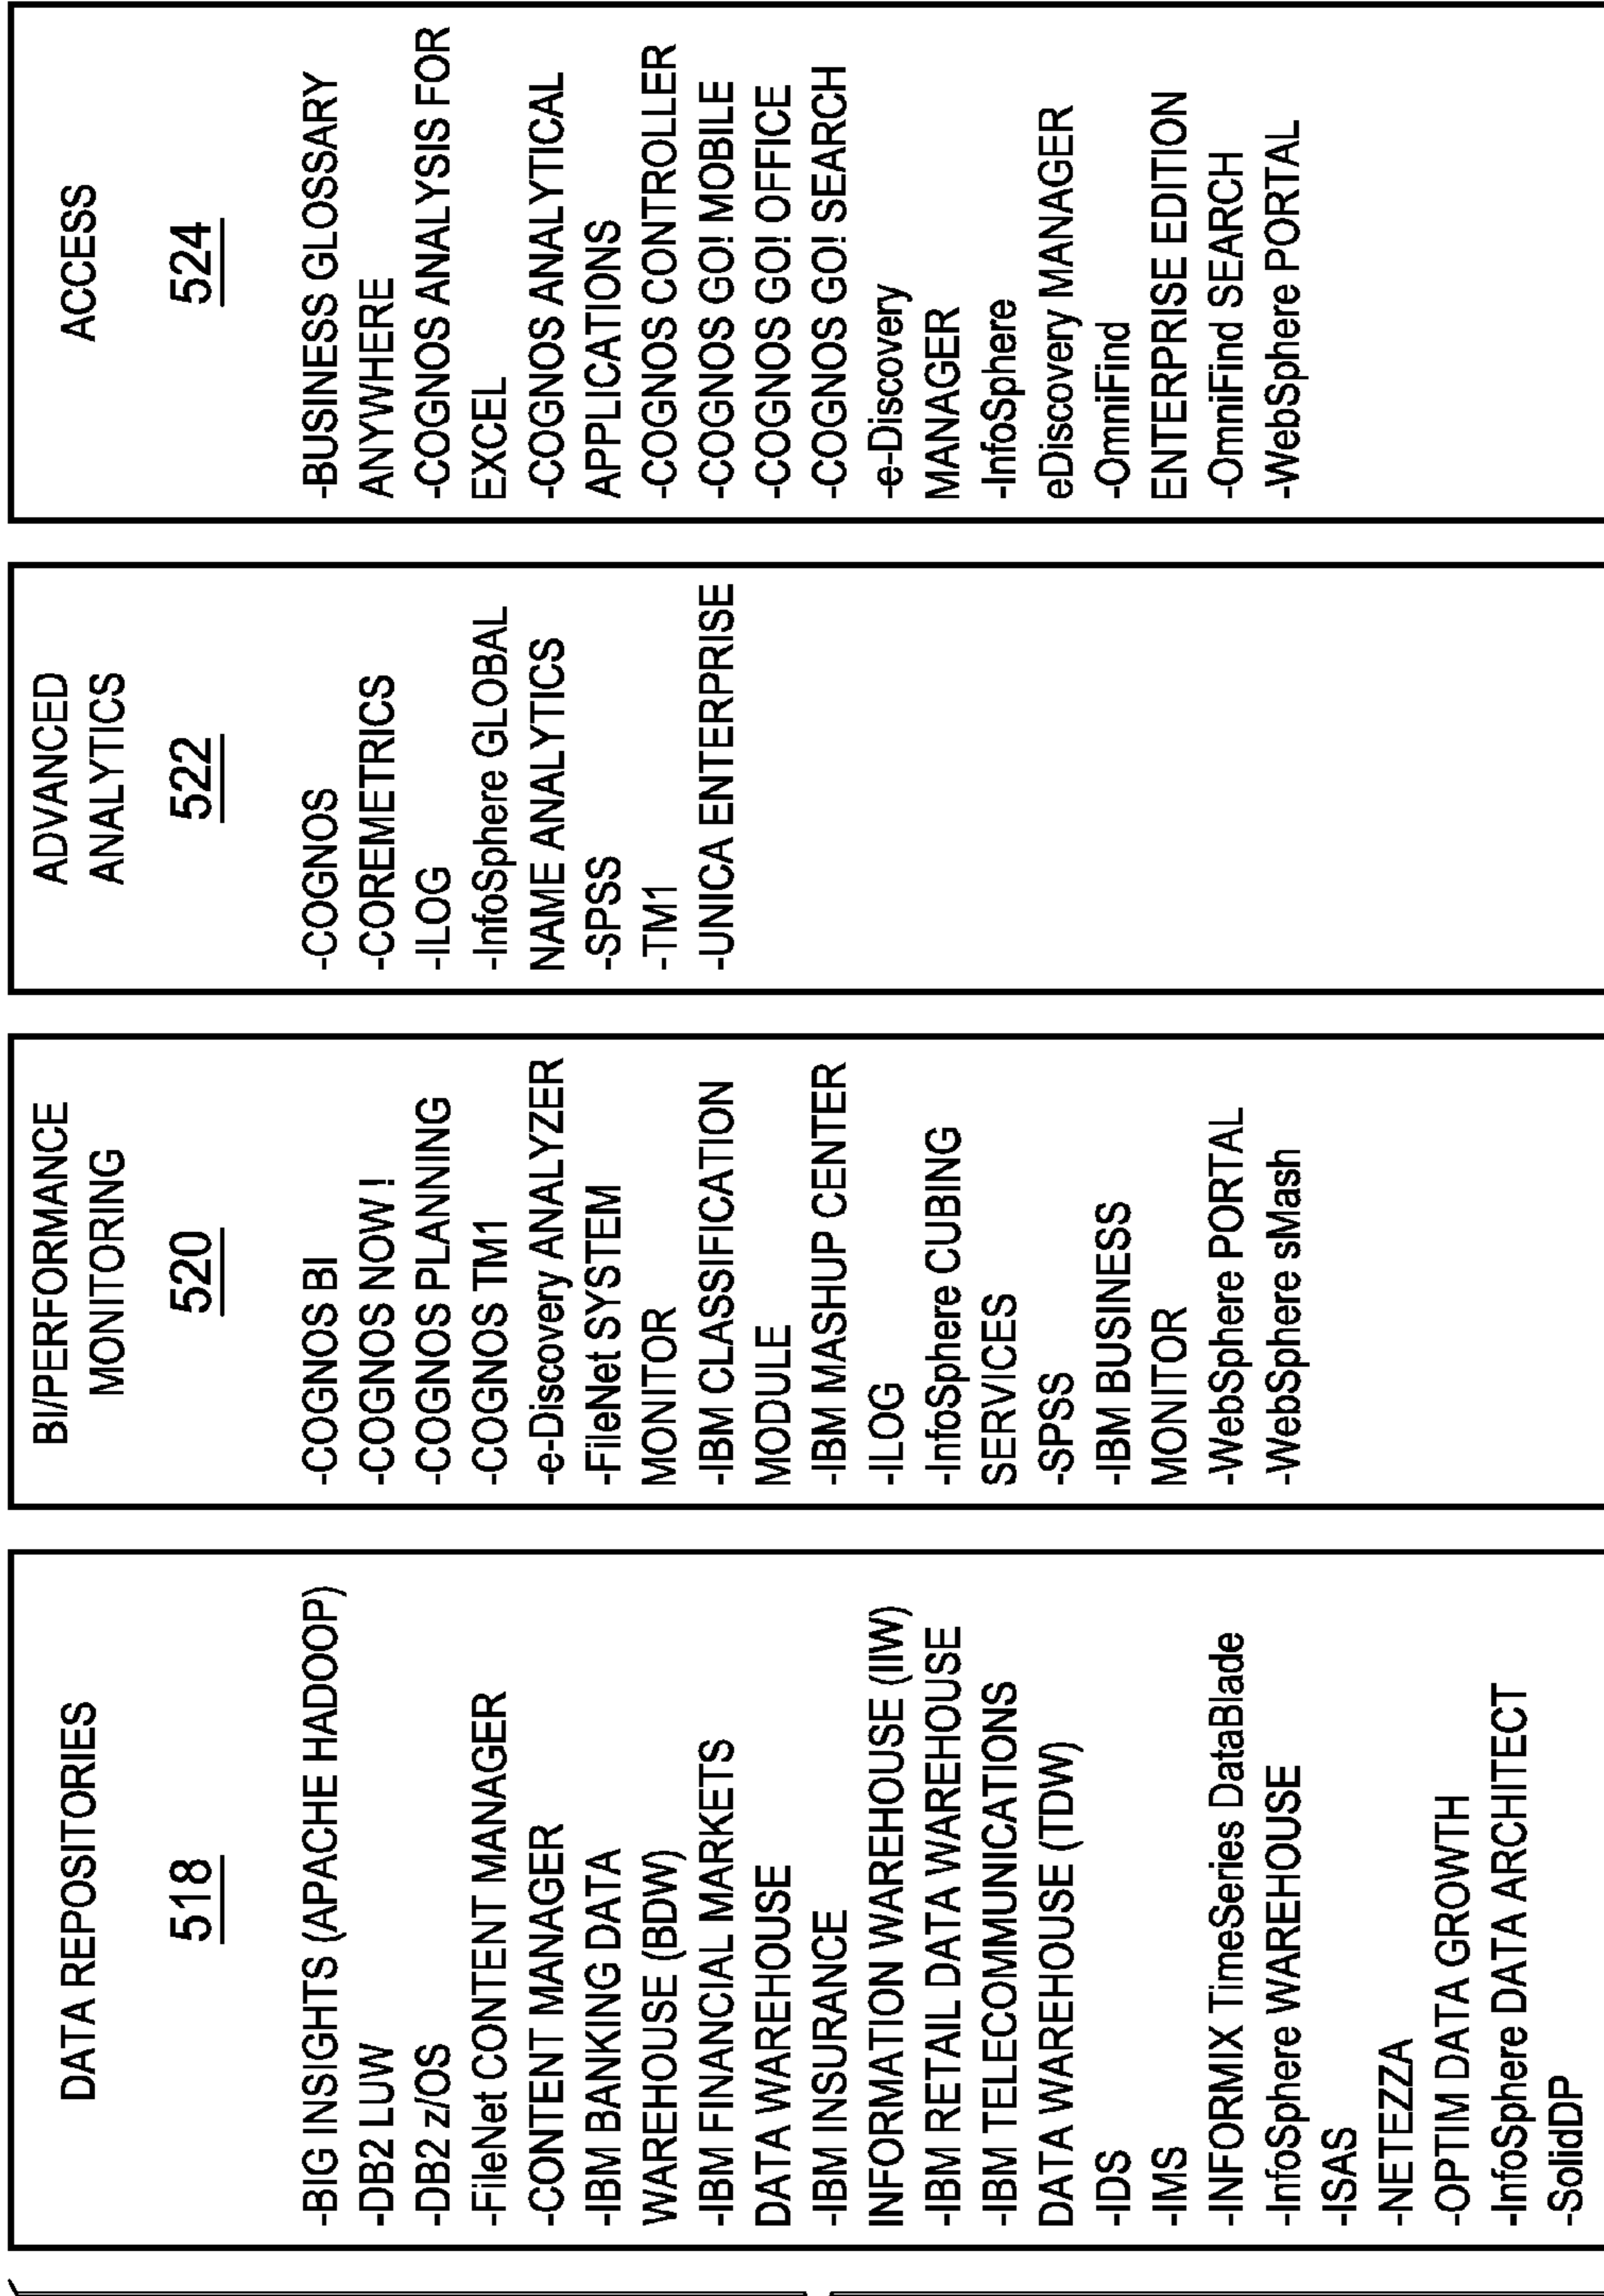 DATA REPOSITORIES
518
-BIG INSIGHTS (APACHE HADOOP)
-DB2 LUW
-DB2 z/OS
-FileNet CONTENT MANAGER
-CONTENT MANAGER
-IBM BANKING DATA
WAREHOUSE (BDW)
-IBM FINANCIAL MARKETS
DATA WAREHOUSE
-IBM INSURANCE
INFORMATION WAREHOUSE (IIW)
-IBM RETAIL DATA WAREHOUSE
-IBM TELECOMMUNICATIONS
DATA WAREHOUSE (TDW)
-IDS
-IMS
-INFORMIX TimeSeries DataBlade
-InfoSphere WAREHOUSE
-ISAS
-NETEZZA
-OPTIM DATA GROWTH
-InfoSphere DATA ARCHITECT
-SolidDP
BI/PERFORMANCE
MONITORING
520
-COGNOS BI
-COGNOS NOW !
-COGNOS PLANNING
-COGNOS TM1
-e-Discovery ANALYZER
-FileNet SYSTEM
MONITOR
-IBM CLASSIFICATION
MODULE
-IBM MASHUP CENTER
-ILOG
-InfoSphere CUBING
SERVICES
-SPSS
-IBM BUSINESS
MONITOR
-WebSphere PORTAL
-WebSphere sMash
ADVANCED
ANALYTICS
522
-COGNOS
-COREMETRICS
-ILOG
-InfoSphere GLOBAL
NAME ANALYTICS
-SPSS
-TM1
-UNICA ENTERPRISE
ACCESS
524
-BUSINESS GLOSSARY
ANYWHERE
-COGNOS ANALYSIS FOR
EXCEL
-COGNOS ANALYTICAL
APPLICATIONS
-COGNOS CONTROLLER
-COGNOS GO! MOBILE
-COGNOS GO! OFFICE
-COGNOS GO! SEARCH
-e-Discovery
MANAGER
-InfoSphere
eDiscovery MANAGER
-OmniFind
ENTERPRISE EDITION
-OmniFind SEARCH
-WebSphere PORTAL